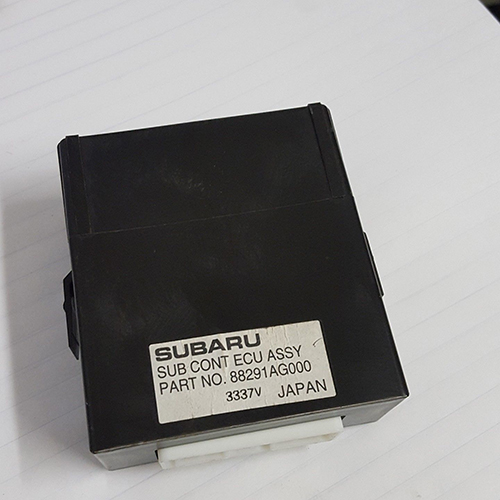 SUBARU
SUB CONT ECU ASSY
PART NO. 88291AG000
3337V JAPAN